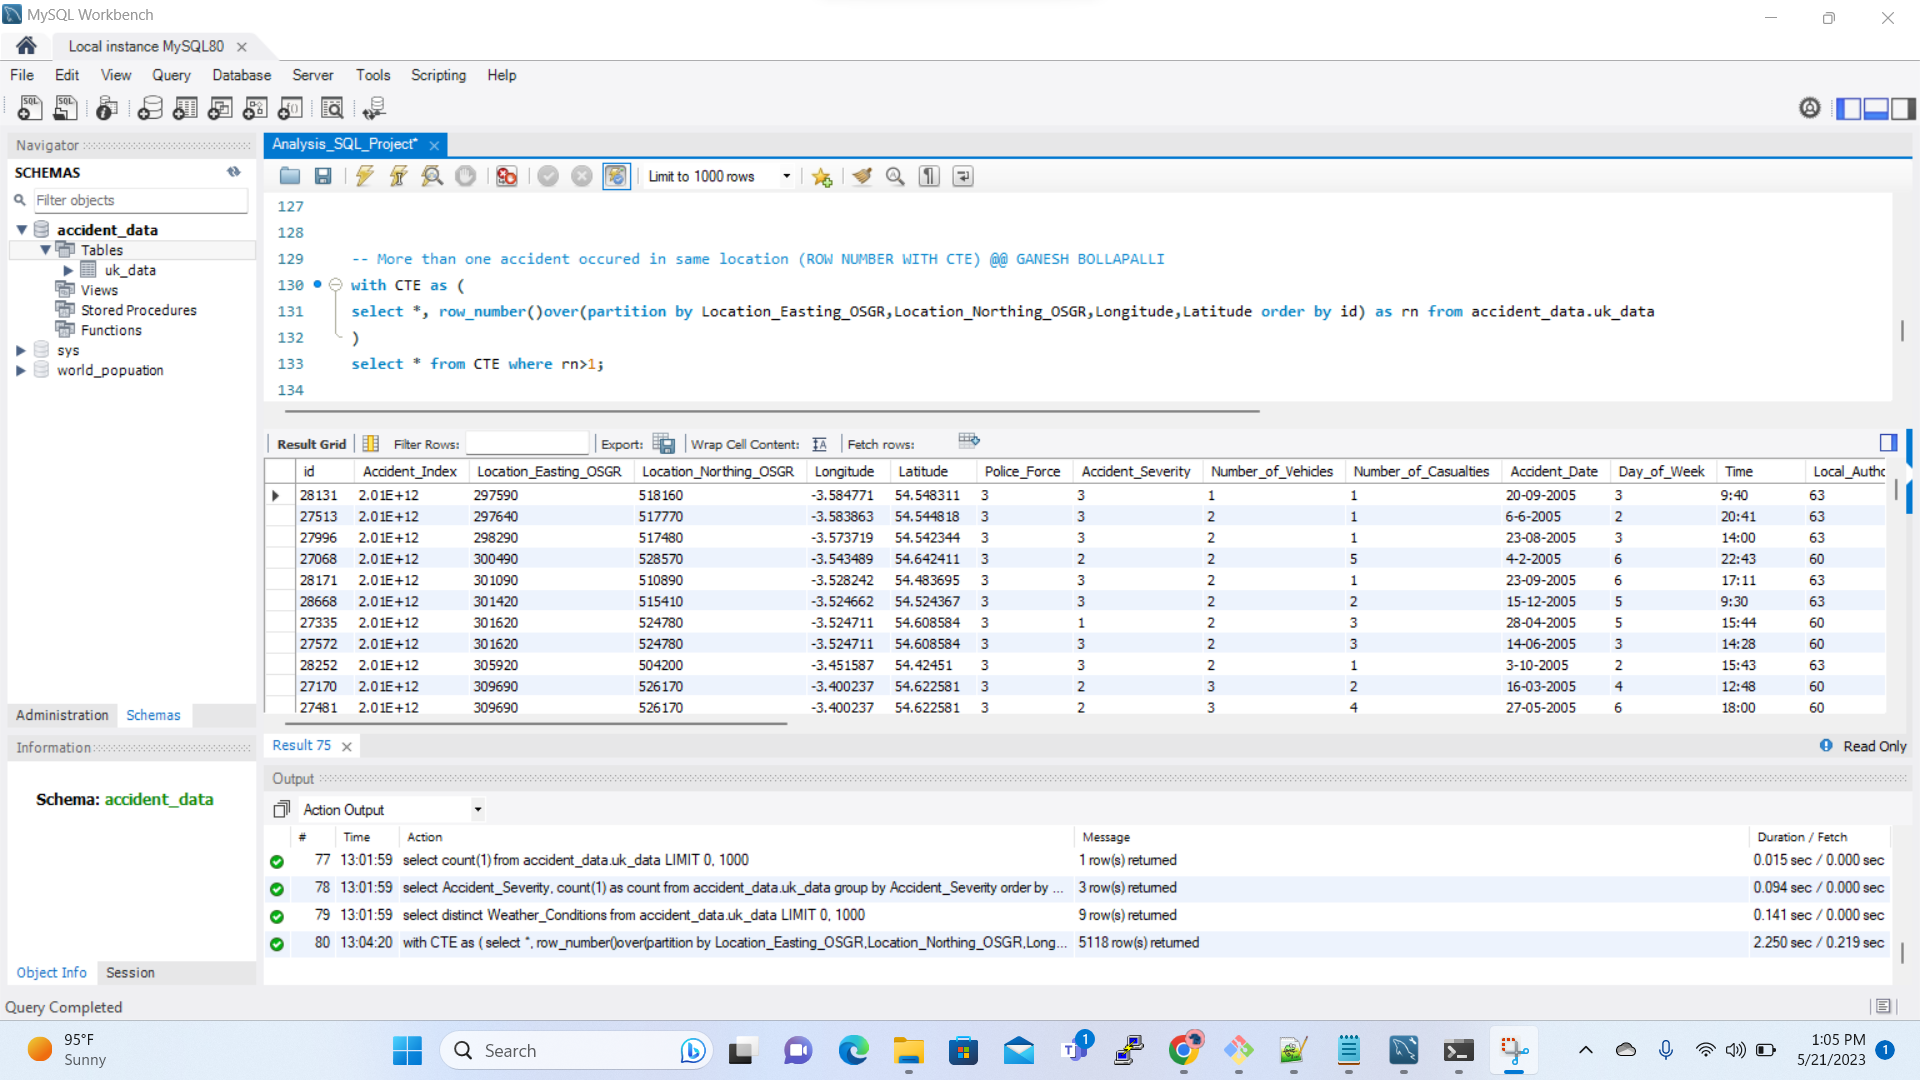 MySQL Workbench
Local instance MySQL80
File Edit View Query Database Server Tools Scripting Help
Navigator
SCHEMAS
Filter objects
accident_data
Tables
uk_data
Views
Stored Procedures
Functions
sys
world_popuation
Administration Schemas
Information
Schema: accident_data
Object Info Session
Query Completed
Analysis_SQL_Project*
Limit to 1000 rows
127
128
129 -- More than one accident occured in same location (ROW NUMBER WITH CTE) @@ GANESH BOLLAPALLI
130 with CTE as (
131 select *, row_number()over(partition by Location_Easting_OSGR,Location_Northing_OSGR,Longitude,Latitude order by id) as rn from accident_data.uk_data
132 )
133 select * from CTE where rn>1;
134
Result Grid Filter Rows: Export: Wrap Cell Content: Fetch rows:
id Accident_Index Location_Easting_OSGR Location_Northing_OSGR Longitude Latitude Police_Force Accident_Severity Number_of_Vehicles Number_of_Casualties Accident_Date Day_of_Week Time Local_Autho
28131 2.01E+12 297590 518160 -3.584771 54.548311 3 3 1 1 20-09-2005 3 9:40 63
27513 2.01E+12 297640 517770 -3.583863 54.544818 3 3 2 1 6-6-2005 2 20:41 63
27996 2.01E+12 298290 517480 -3.573719 54.542344 3 3 2 1 23-08-2005 3 14:00 63
27068 2.01E+12 300490 528570 -3.543489 54.642411 3 2 2 5 4-2-2005 6 22:43 60
28171 2.01E+12 301090 510890 -3.528242 54.483695 3 3 2 1 23-09-2005 6 17:11 63
28668 2.01E+12 301420 515410 -3.524662 54.524367 3 3 2 2 15-12-2005 5 9:30 63
27335 2.01E+12 301620 524780 -3.524711 54.608584 3 1 2 3 28-04-2005 5 15:44 60
27572 2.01E+12 301620 524780 -3.524711 54.608584 3 3 2 3 14-06-2005 3 14:28 60
28252 2.01E+12 305920 504200 -3.451587 54.42451 3 3 2 1 3-10-2005 2 15:43 63
27170 2.01E+12 309690 526170 -3.400237 54.622581 3 2 3 2 16-03-2005 4 12:48 60
27481 2.01E+12 309690 526170 -3.400237 54.622581 3 2 3 4 27-05-2005 6 18:00 60
Result 75 Read Only
Output
Action Output
# Time Action Message Duration / Fetch
77 13:01:59 select count(1) from accident_data.uk_data LIMIT 0, 1000 1 row(s) returned 0.015 sec / 0.000 sec
78 13:01:59 select Accident_Severity, count(1) as count from accident_data.uk_data group by Accident_Severity order by ... 3 row(s) returned 0.094 sec / 0.000 sec
79 13:01:59 select distinct Weather_Conditions from accident_data.uk_data LIMIT 0, 1000 9 row(s) returned 0.141 sec / 0.000 sec
80 13:04:20 with CTE as ( select *, row_number()over(partition by Location_Easting_OSGR,Location_Northing_OSGR,Long... 5118 row(s) returned 2.250 sec / 0.219 sec
95°F
Sunny
Search
1
1:05 PM
5/21/2023
1